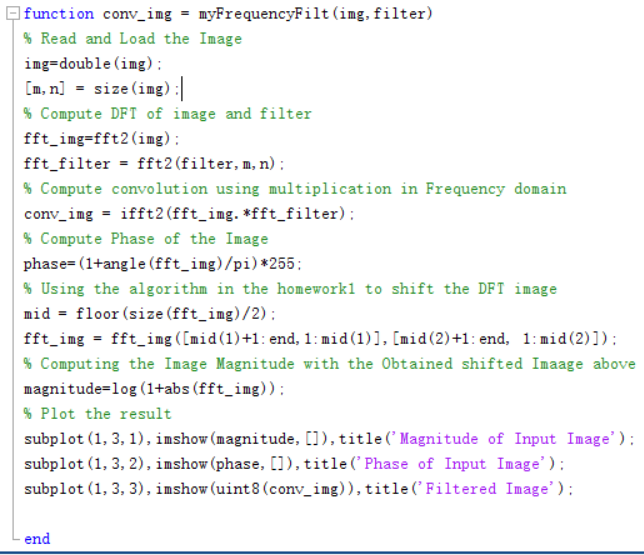 function conv_img = myFrequencyFilt(img,filter)
% Read and Load the Image
img=double(img);
[m,n] = size(img);
% Compute DFT of image and filter
fft_img=fft2(img);
fft_filter = fft2(filter,m,n);
% Compute convolution using multiplication in Frequency domain
conv_img = ifft2(fft_img.*fft_filter);
% Compute Phase of the Image
phase=(1+angle(fft_img)/pi)*255;
% Using the algorithm in the homework1 to shift the DFT image
mid = floor(size(fft_img)/2);
fft_img = fft_img([mid(1)+1:end,1:mid(1)],[mid(2)+1:end, 1:mid(2)]);
% Computing the Image Magnitude with the Obtained shifted Imaage above
magnitude=log(1+abs(fft_img));
% Plot the result
subplot(1,3,1),imshow(magnitude,[]),title('Magnitude of Input Image');
subplot(1,3,2),imshow(phase,[]),title('Phase of Input Image');
subplot(1,3,3),imshow(uint8(conv_img)),title('Filtered Image');
end